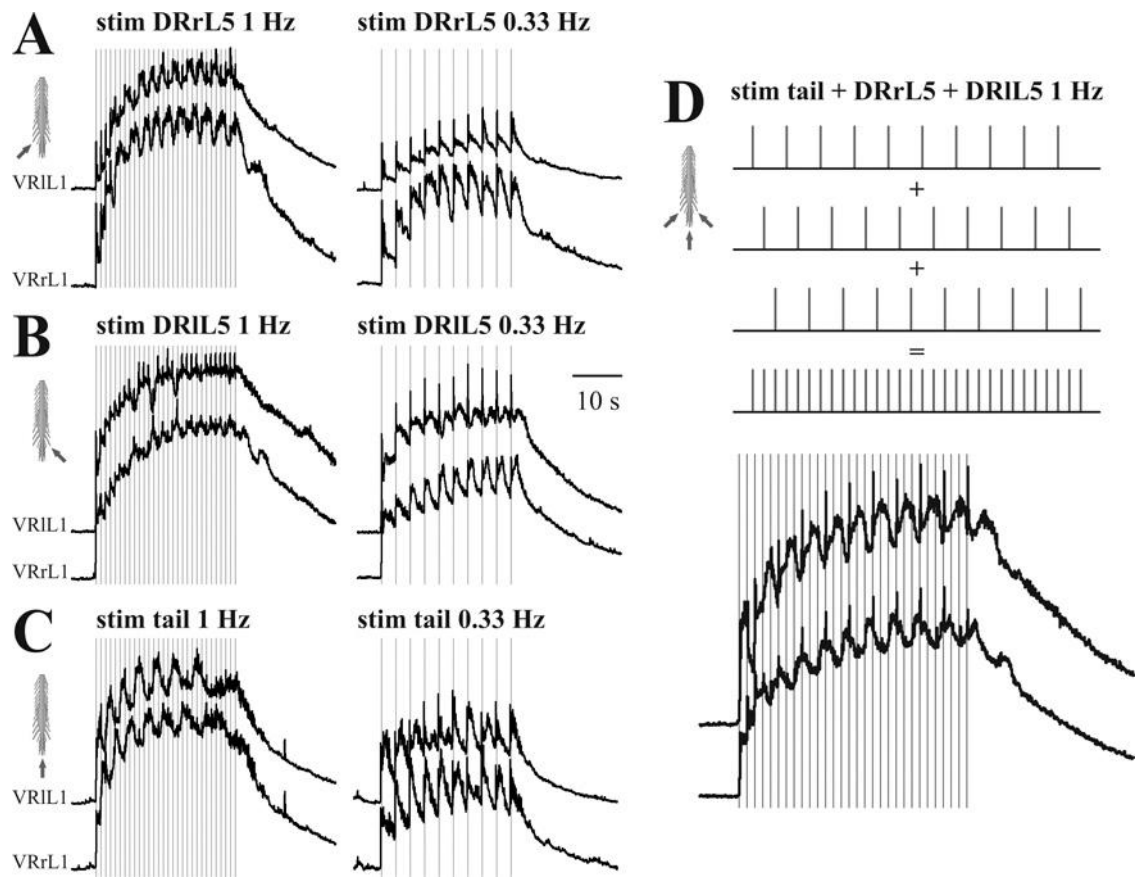 A
stim DRrL5 1 Hz
stim DRrL5 0.33 Hz
VRlL1
VRrL1
B
stim DRlL5 1 Hz
stim DRlL5 0.33 Hz
10 s
VRlL1
VRrL1
C
stim tail 1 Hz
stim tail 0.33 Hz
VRlL1
VRrL1
D
stim tail + DRrL5 + DRlL5 1 Hz
+
+
=